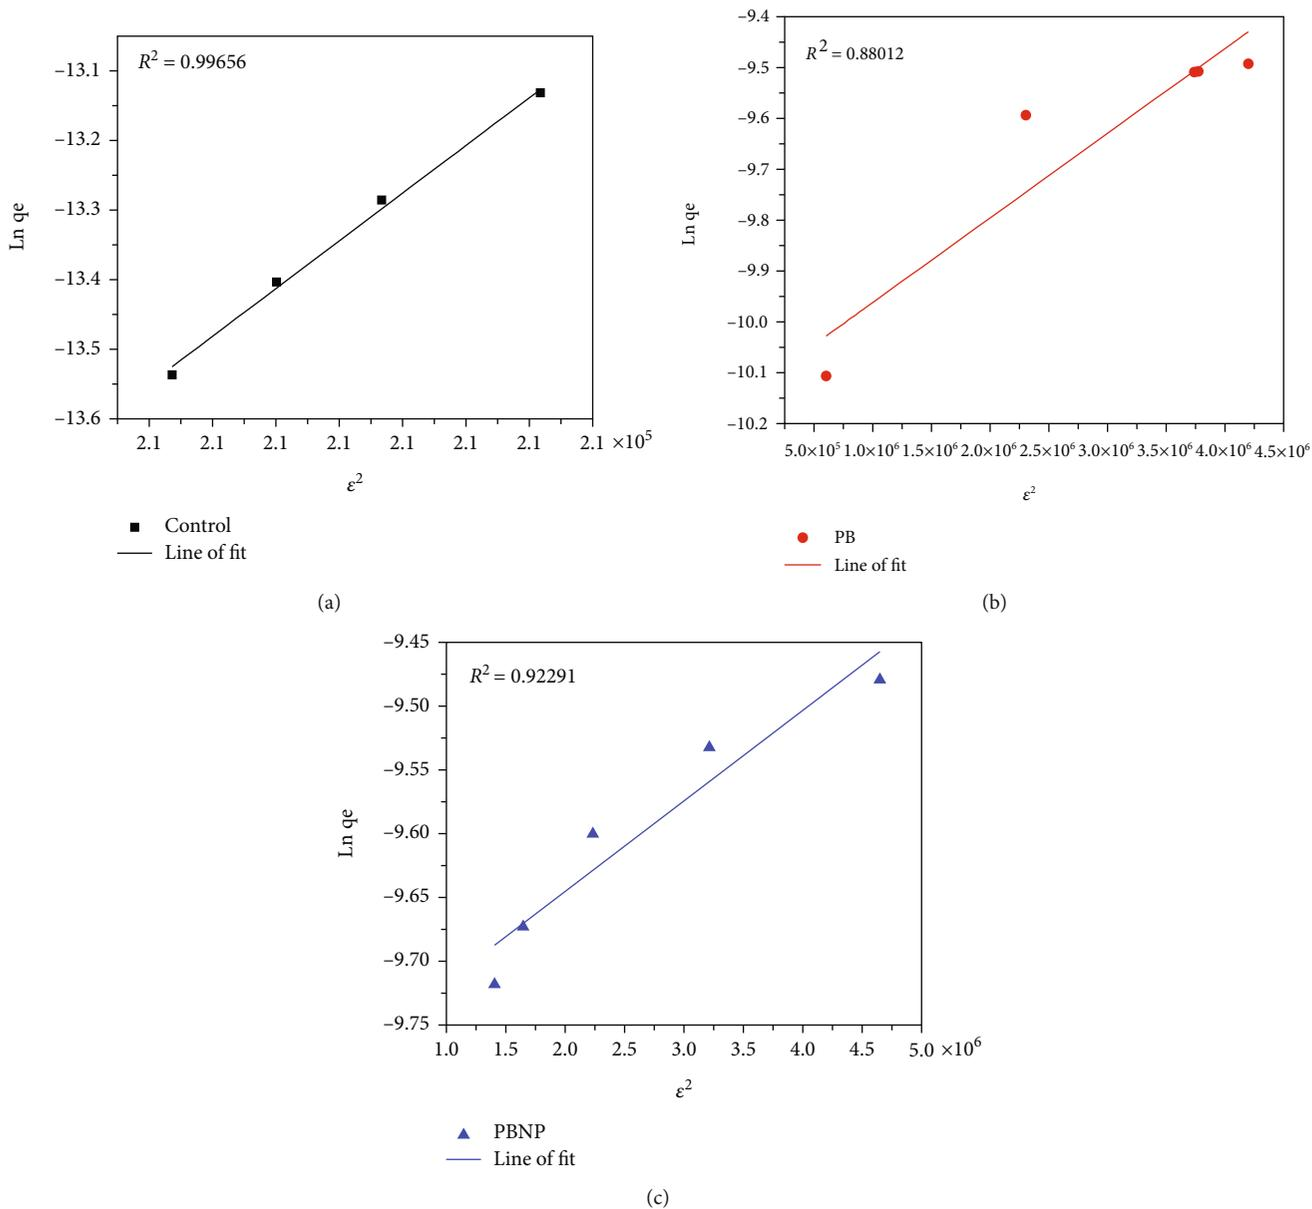 R² = 0.99656
−13.1
−13.2
−13.3
−13.4
−13.5
−13.6
Ln qe
2.1 2.1 2.1 2.1 2.1 2.1 2.1 2.1 ×10⁵
ε²
Control
Line of fit
(a)
R² = 0.88012
−9.4
−9.5
−9.6
−9.7
−9.8
−9.9
−10.0
−10.1
−10.2
Ln qe
5.0×10⁵ 1.0×10⁶ 1.5×10⁶ 2.0×10⁶ 2.5×10⁶ 3.0×10⁶ 3.5×10⁶ 4.0×10⁶ 4.5×10⁶
ε²
PB
Line of fit
(b)
R² = 0.92291
−9.45
−9.50
−9.55
−9.60
−9.65
−9.70
−9.75
Ln qe
1.0 1.5 2.0 2.5 3.0 3.5 4.0 4.5 5.0 ×10⁶
ε²
PBNP
Line of fit
(c)